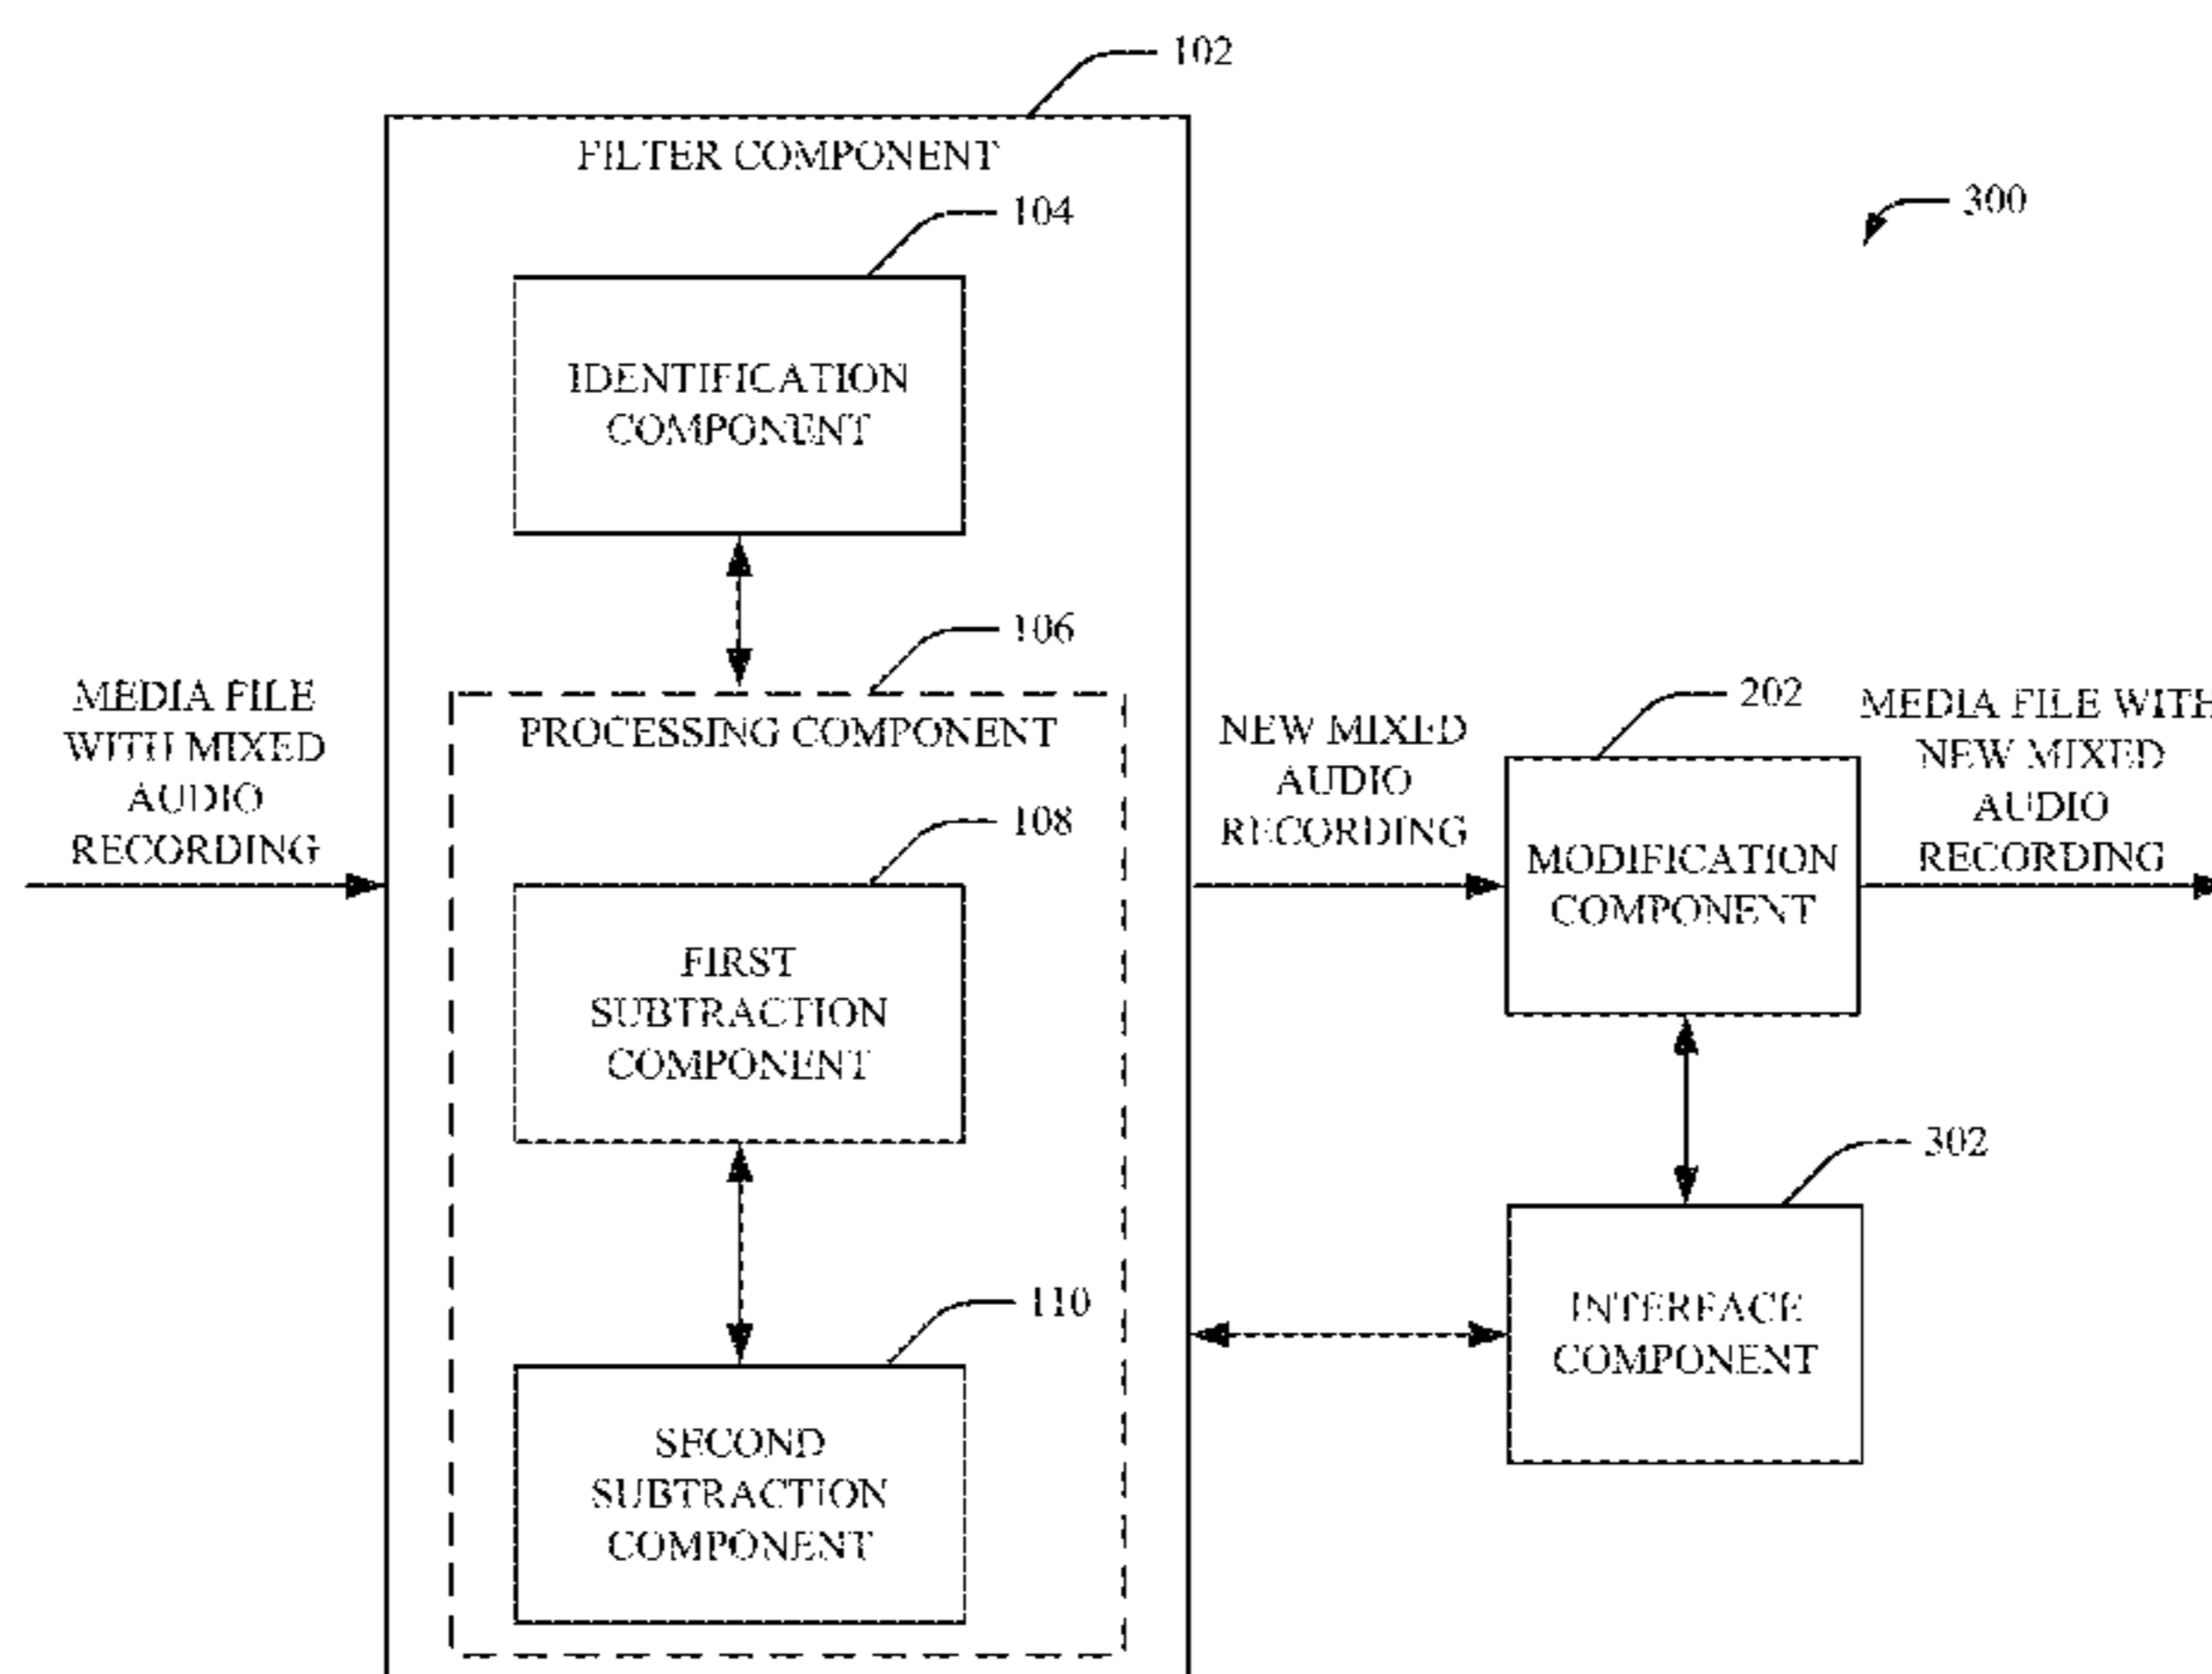 102
FILTER COMPONENT
104
300
IDENTIFICATION
COMPONENT
106
MEDIA FILE
WITH MIXED
AUDIO
RECORDING
PROCESSING COMPONENT
NEW MIXED
AUDIO
RECORDING
202
MEDIA FILE WITH
NEW MIXED
AUDIO
RECORDING
108
MODIFICATION
COMPONENT
FIRST
SUBTRACTION
COMPONENT
302
110
INTERFACE
COMPONENT
SECOND
SUBTRACTION
COMPONENT